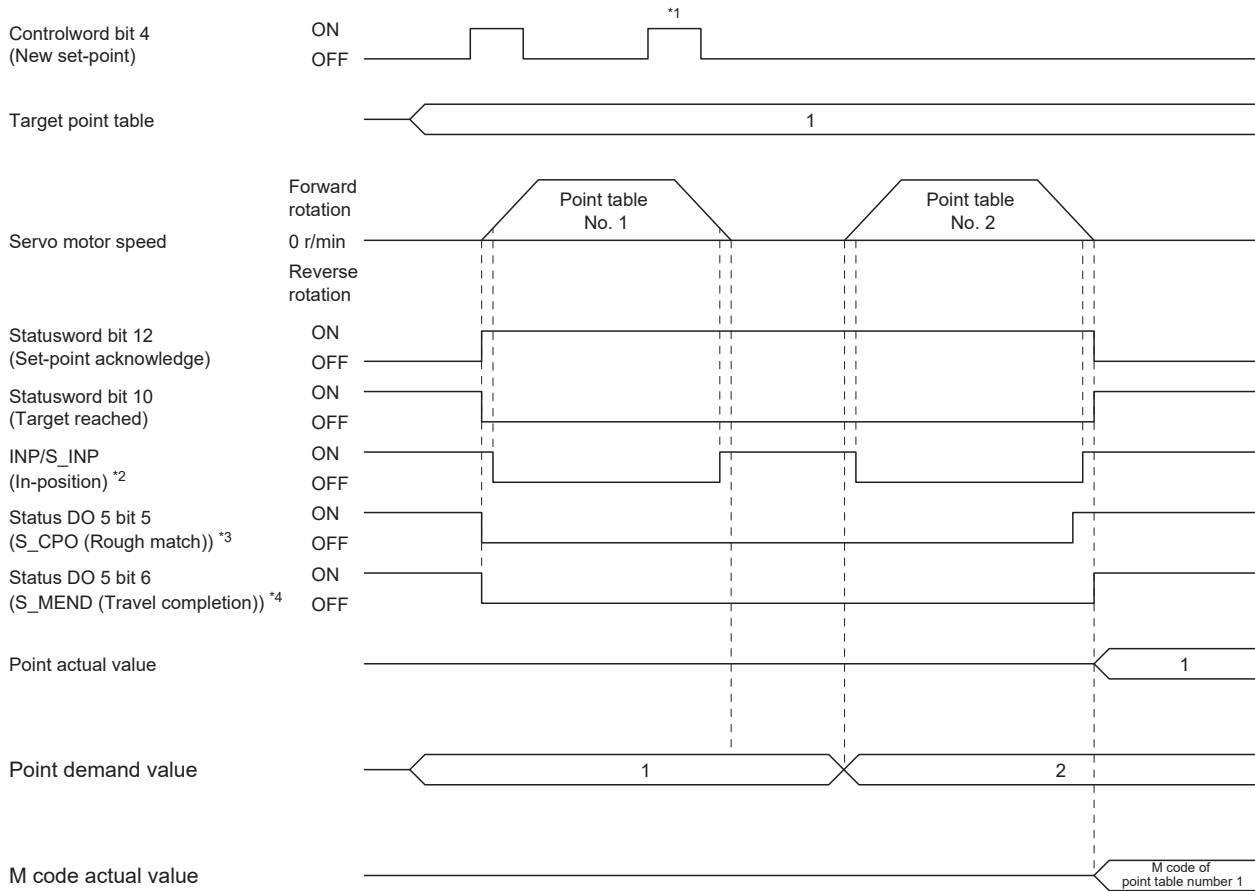 *1
Controlword bit 4
(New set-point)
ON
OFF
Target point table
1
Forward
rotation
Servo motor speed
0 r/min
Reverse
rotation
Point table
No. 1
Point table
No. 2
Statusword bit 12
(Set-point acknowledge)
ON
OFF
Statusword bit 10
(Target reached)
ON
OFF
INP/S_INP
(In-position) *2
ON
OFF
Status DO 5 bit 5
(S_CPO (Rough match)) *3
ON
OFF
Status DO 5 bit 6
(S_MEND (Travel completion)) *4
ON
OFF
Point actual value
1
Point demand value
1
2
M code actual value
M code of
point table number 1